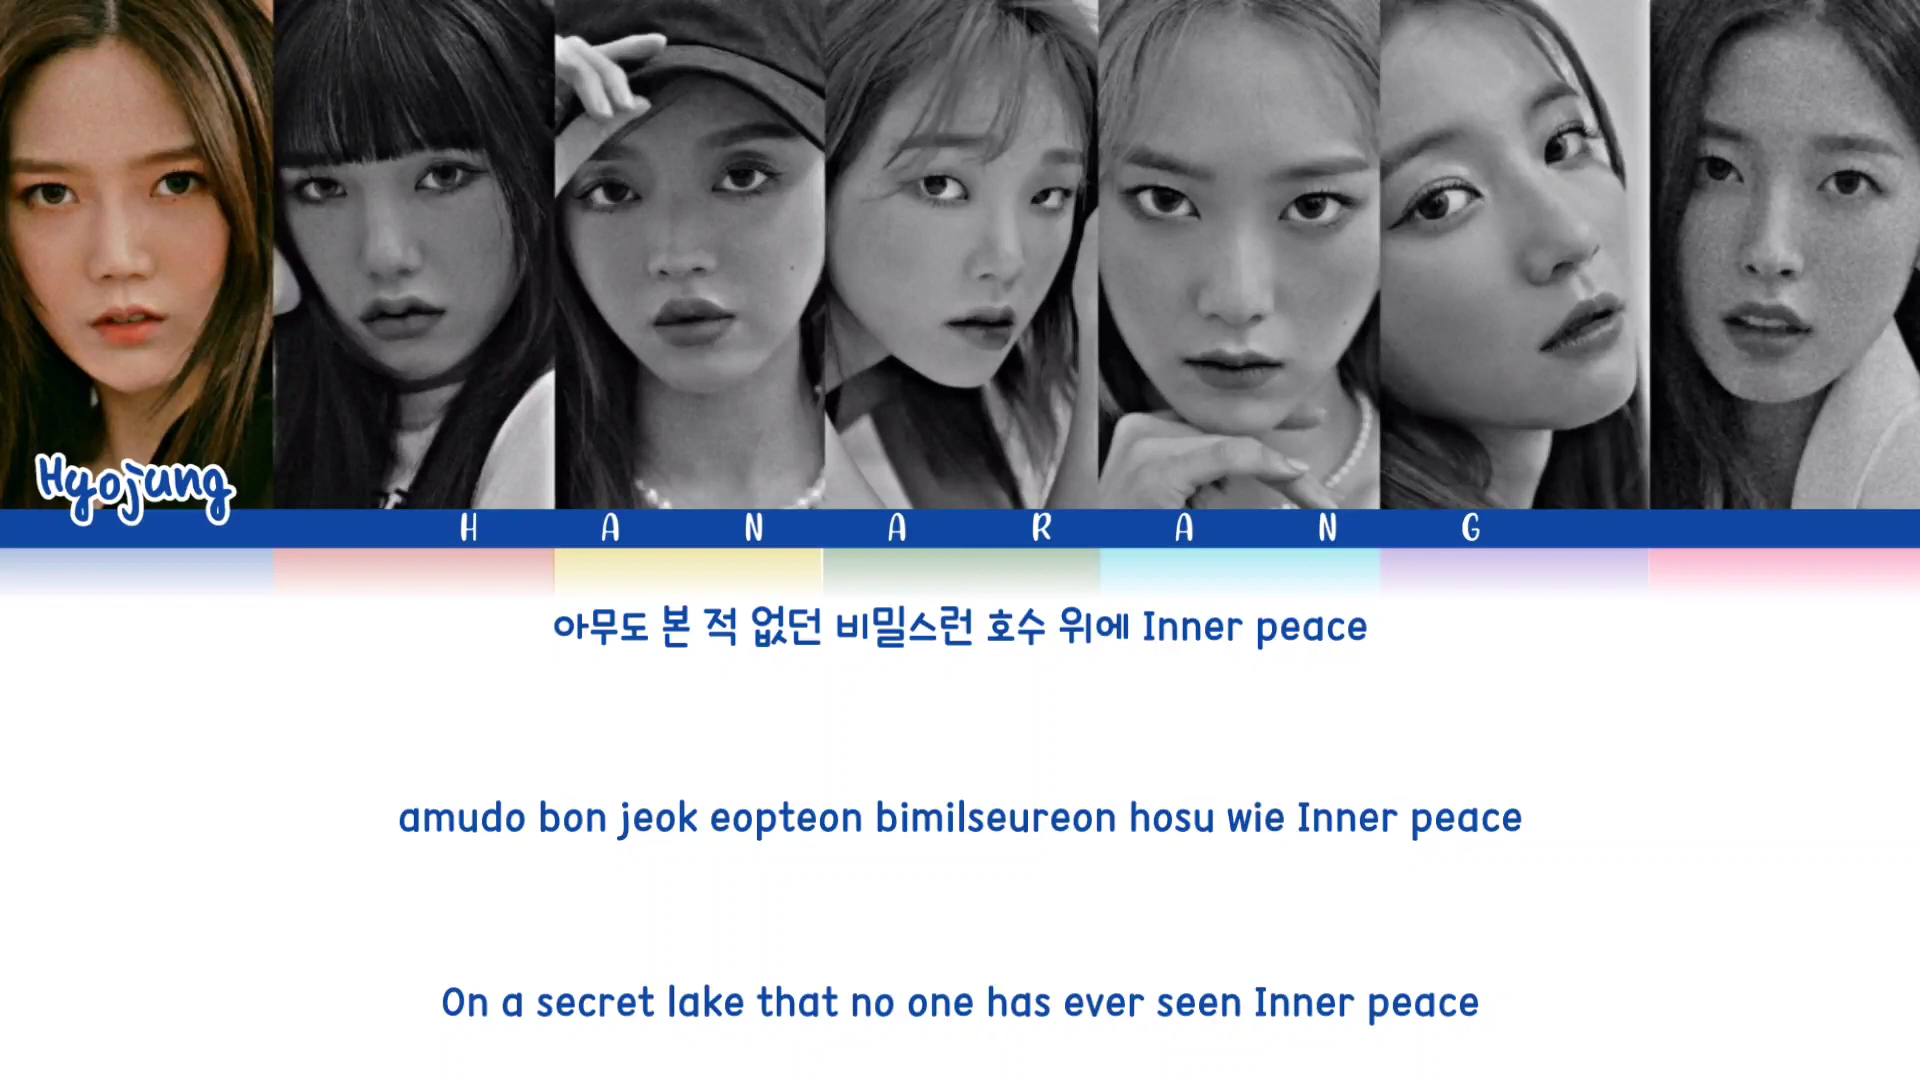 Hyojung
H A N A R A N G
아무도 본 적 없던 비밀스런 호수 위에 Inner peace
amudo bon jeok eopteon bimilseureon hosu wie Inner peace
On a secret lake that no one has ever seen Inner peace